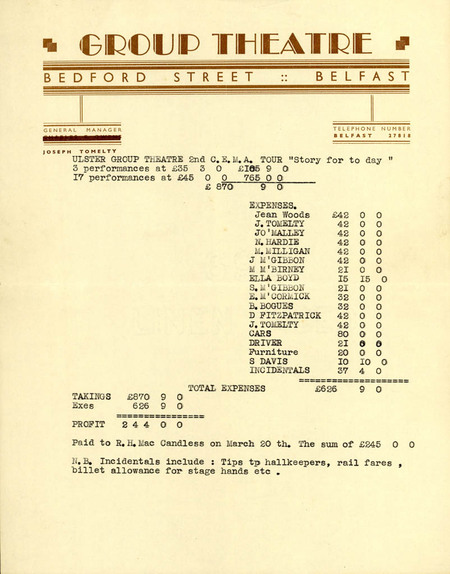 GROUP THEATRE
BEDFORD STREET :: BELFAST
GENERAL MANAGER
JOSEPH TOMELTY
TELEPHONE NUMBER
BELFAST 27818
ULSTER GROUP THEATRE 2nd C.E.M.A. TOUR "Story for to day "
3 performances at £35 3 0 £105 9 0
17 performances at £45 0 0 765 0 0
£ 870 9 0
EXPENSES.
Jean Woods £42 0 0
J.TOMELTY 42 0 0
JO'MALLEY 42 0 0
N.HARDIE 42 0 0
M.MILLIGAN 42 0 0
J M'GIBBON 42 0 0
M M'BIRNEY 21 0 0
ELLA BOYD 15 15 0
S.M'GIBBON 21 0 0
E.M'CORMICK 32 0 0
B.BOGUES 32 0 0
D FITZPATRICK 42 0 0
J.TOMELTY 42 0 0
CARS 80 0 0
DRIVER 21 0 0
Furniture 20 0 0
S DAVIS 10 10 0
INCIDENTALS 37 4 0
===================
TOTAL EXPENSES £626 9 0
TAKINGS £870 9 0
Exes 626 9 0
===============
PROFIT 2 4 4 0 0
Paid to R.H.Mac Candless on March 20 th. The sum of £245 0 0
N.B. Incidentals include : Tips tp hallkeepers, rail fares ,
billet allowance for stage hands etc .